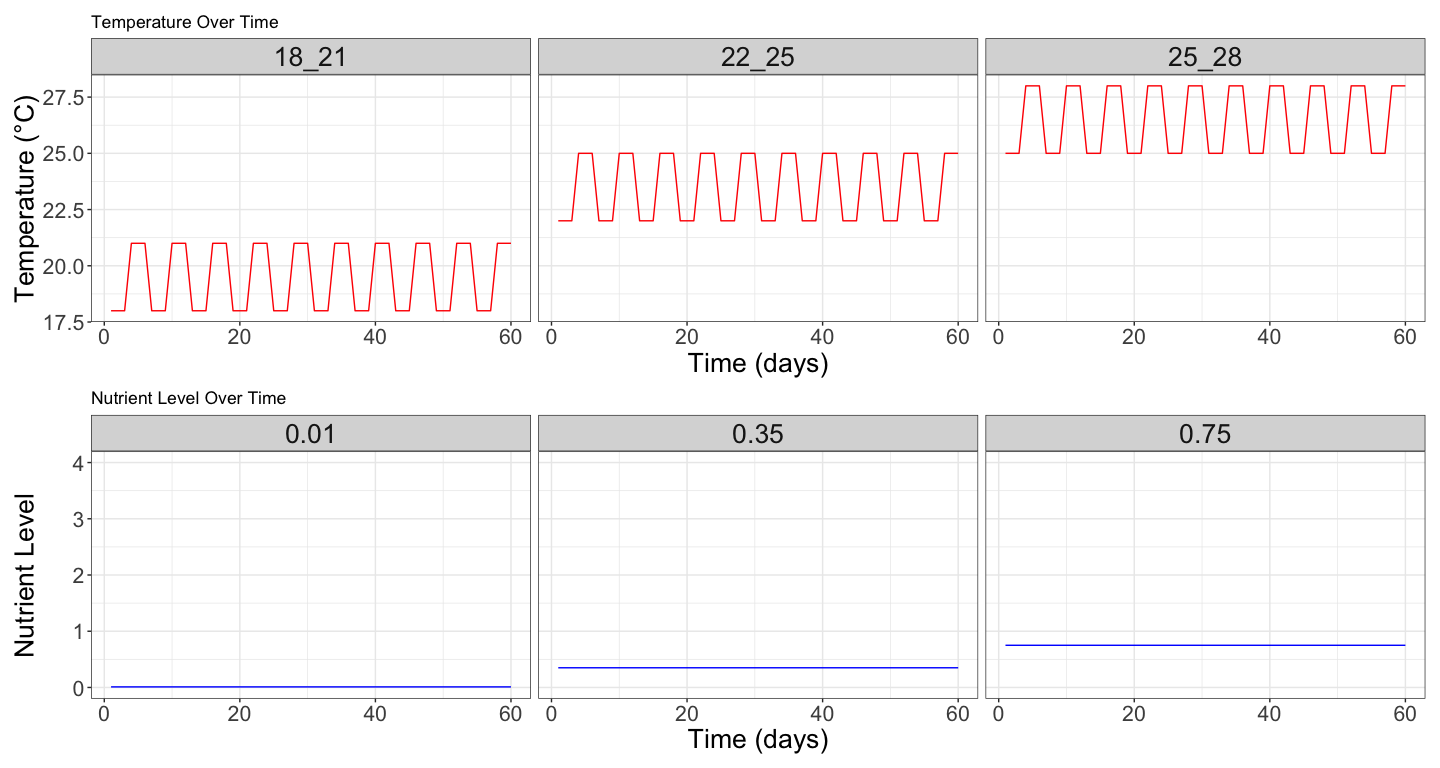 Temperature Over Time
18_21 22_25 25_28
Temperature (°C)
27.5
25.0
22.5
20.0
17.5
0 20 40 60 0 20 40 60 0 20 40 60
Time (days)
Nutrient Level Over Time
0.01 0.35 0.75
Nutrient Level
4
3
2
1
0
0 20 40 60 0 20 40 60 0 20 40 60
Time (days)